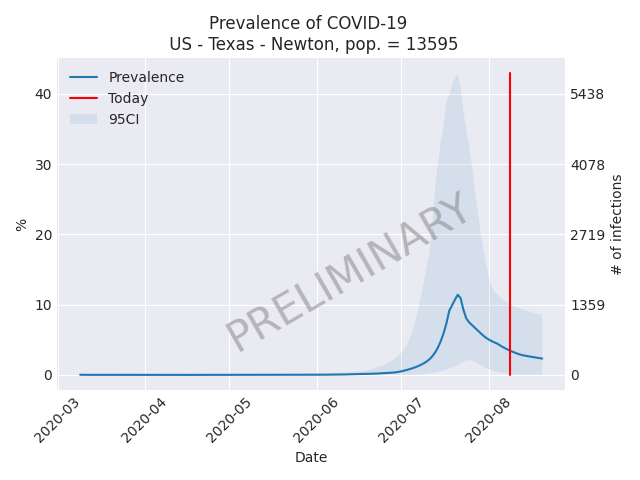 Prevalence of COVID-19
US - Texas - Newton, pop. = 13595
Prevalence
Today
95CI
40
30
20
10
0
%
5438
4078
2719
1359
0
# of infections
PRELIMINARY
2020-03
2020-04
2020-05
2020-06
2020-07
2020-08
Date